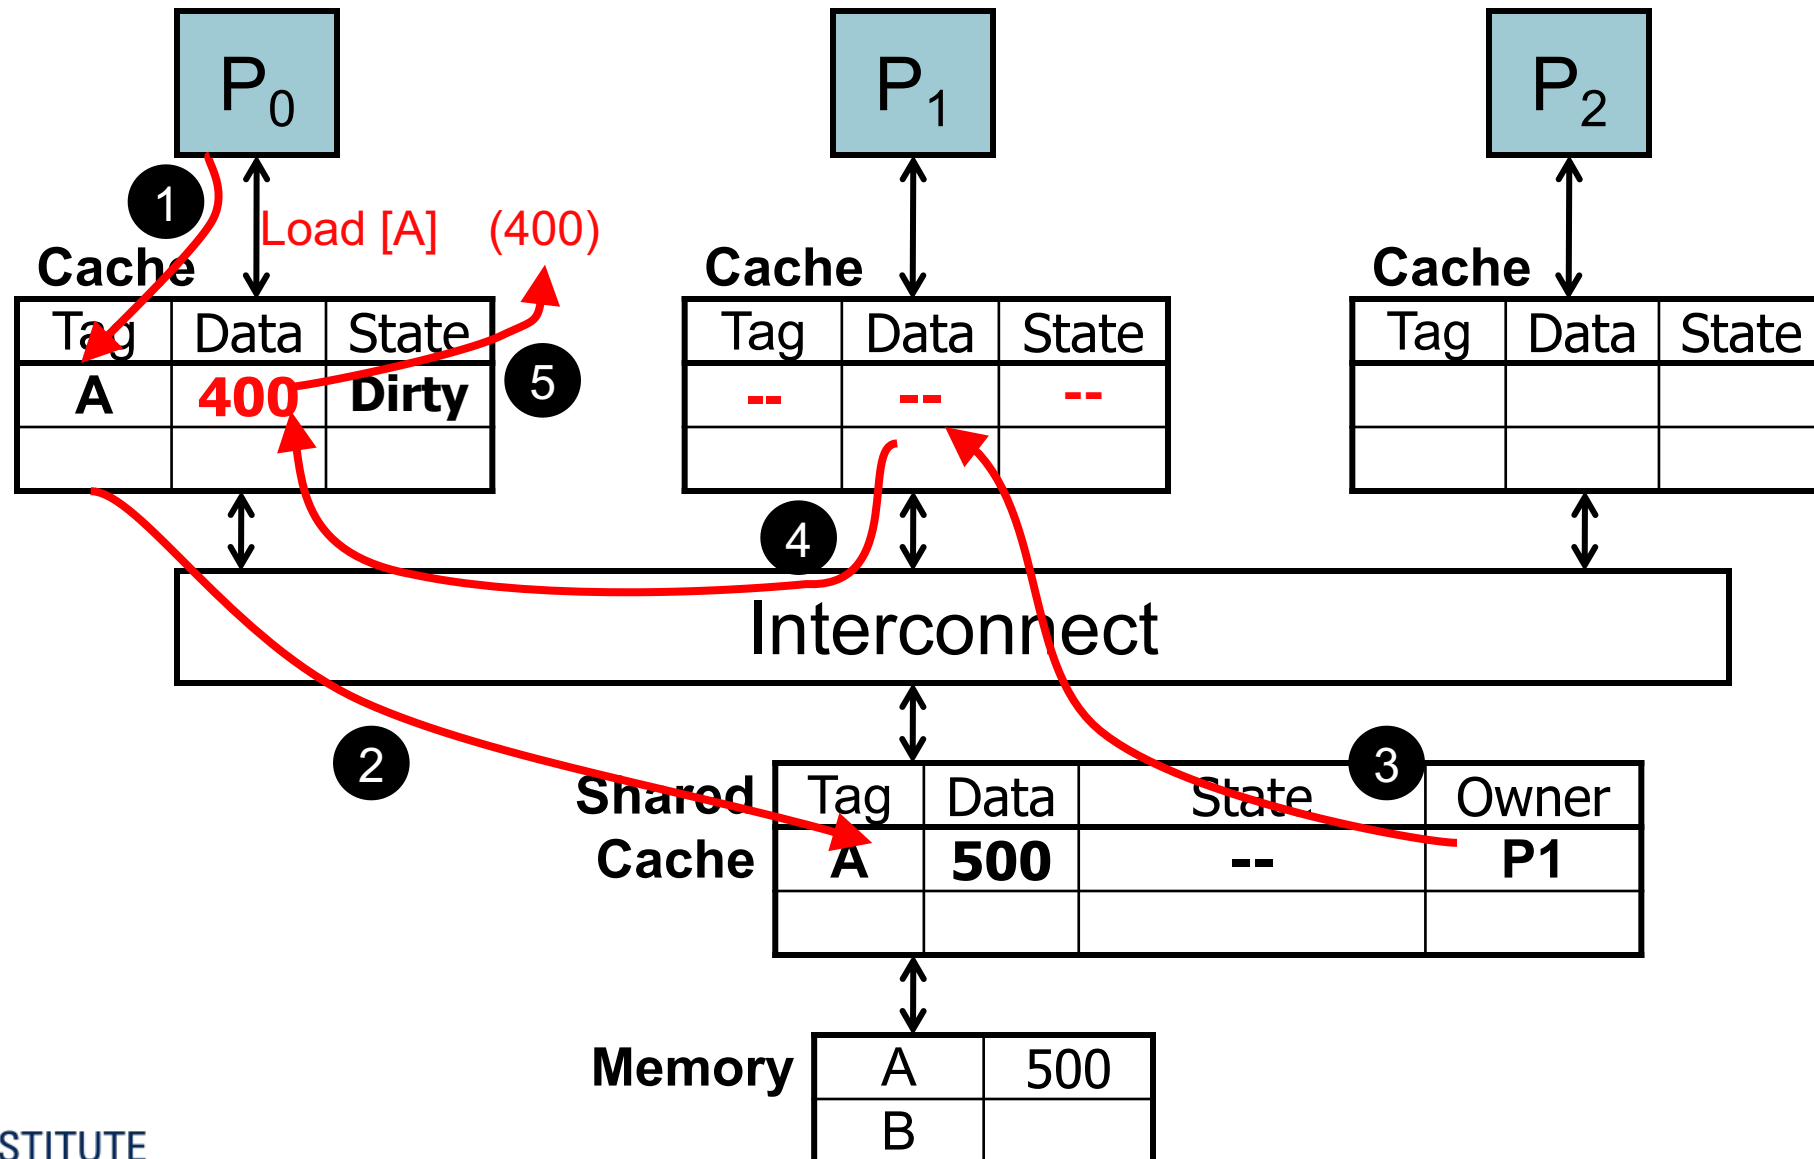 P0 P1 P2
1
Load [A] (400)
Cache Cache Cache
Tag Data State Tag Data State Tag Data State
A 400 Dirty 5 -- -- --
4
Interconnect
2 3
Shared Tag Data State Owner
Cache A 500 -- P1
Memory A 500
B
STITUTE